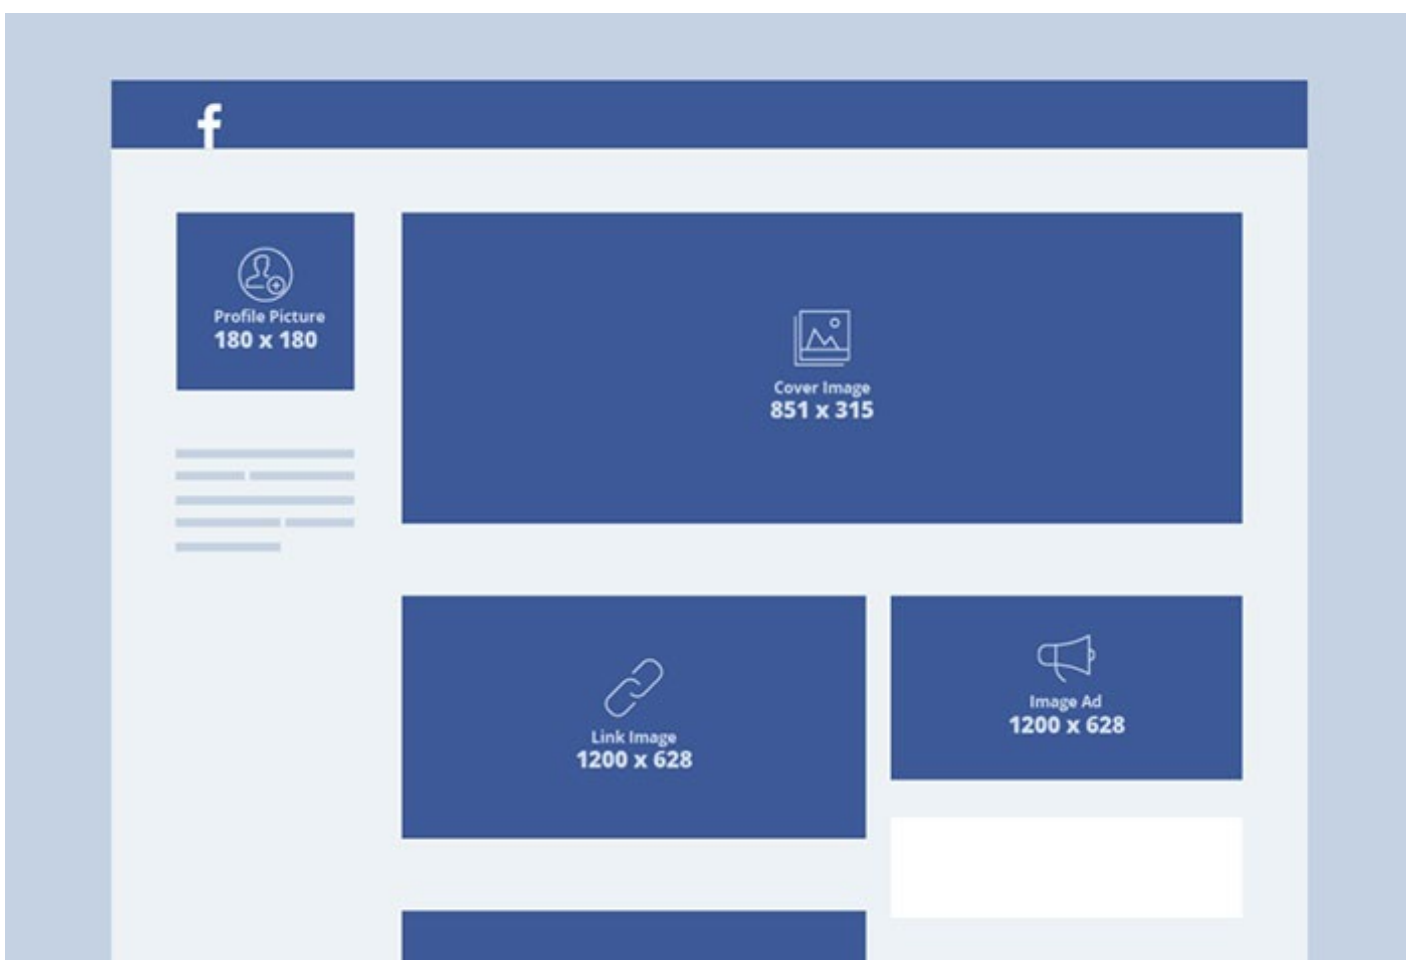 f
Profile Picture
180 x 180
Cover Image
851 x 315
Link Image
1200 x 628
Image Ad
1200 x 628